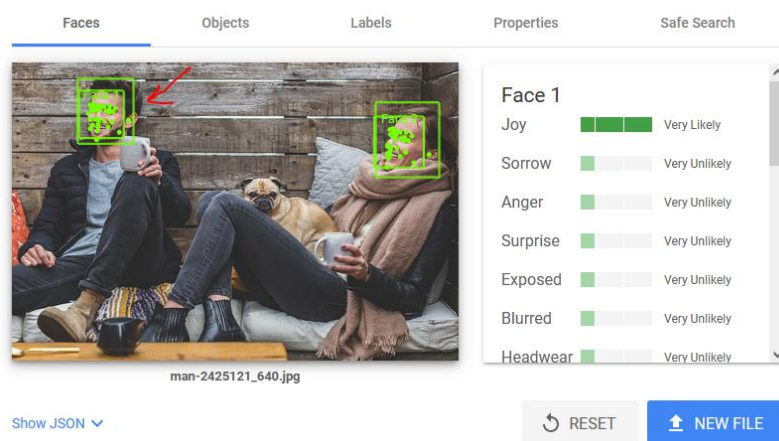 Faces
Objects
Labels
Properties
Safe Search
Face 1
Joy Very Likely
Sorrow Very Unlikely
Anger Very Unlikely
Surprise Very Unlikely
Exposed Very Unlikely
Blurred Very Unlikely
Headwear Very Unlikely
man-2425121_640.jpg
Show JSON
RESET
NEW FILE